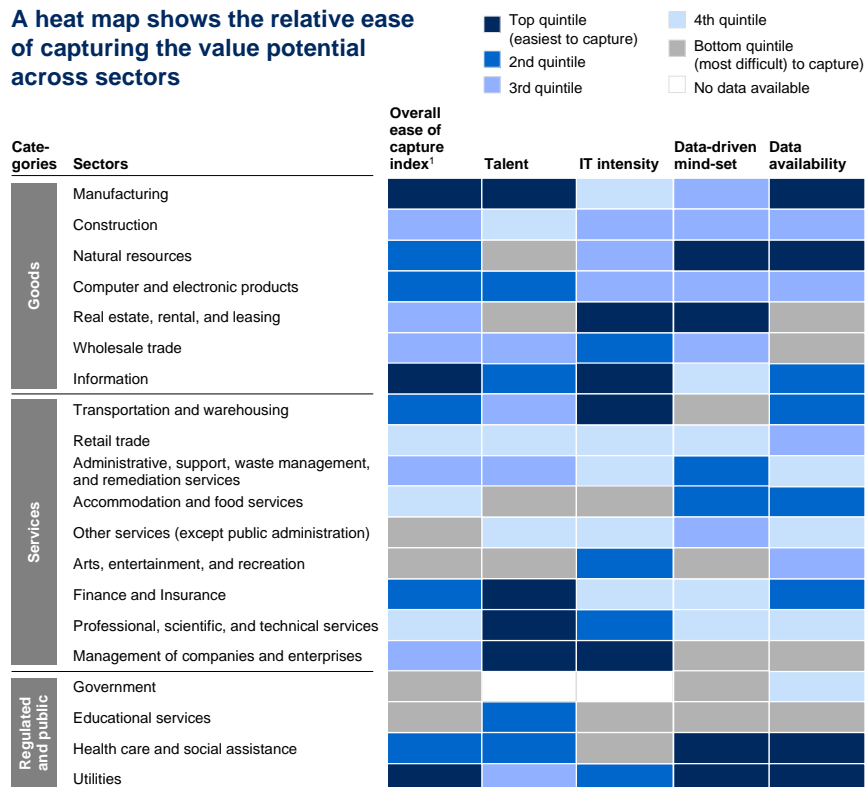 A heat map shows the relative ease
of capturing the value potential
across sectors
Top quintile
(easiest to capture)
2nd quintile
3rd quintile
4th quintile
Bottom quintile
(most difficult) to capture)
No data available
Cate-
gories
Sectors
Overall
ease of
capture
index1
Talent
IT intensity
Data-driven
mind-set
Data
availability
Goods
Manufacturing
Construction
Natural resources
Computer and electronic products
Real estate, rental, and leasing
Wholesale trade
Information
Services
Transportation and warehousing
Retail trade
Administrative, support, waste management,
and remediation services
Accommodation and food services
Other services (except public administration)
Arts, entertainment, and recreation
Finance and Insurance
Professional, scientific, and technical services
Management of companies and enterprises
Regulated
and public
Government
Educational services
Health care and social assistance
Utilities